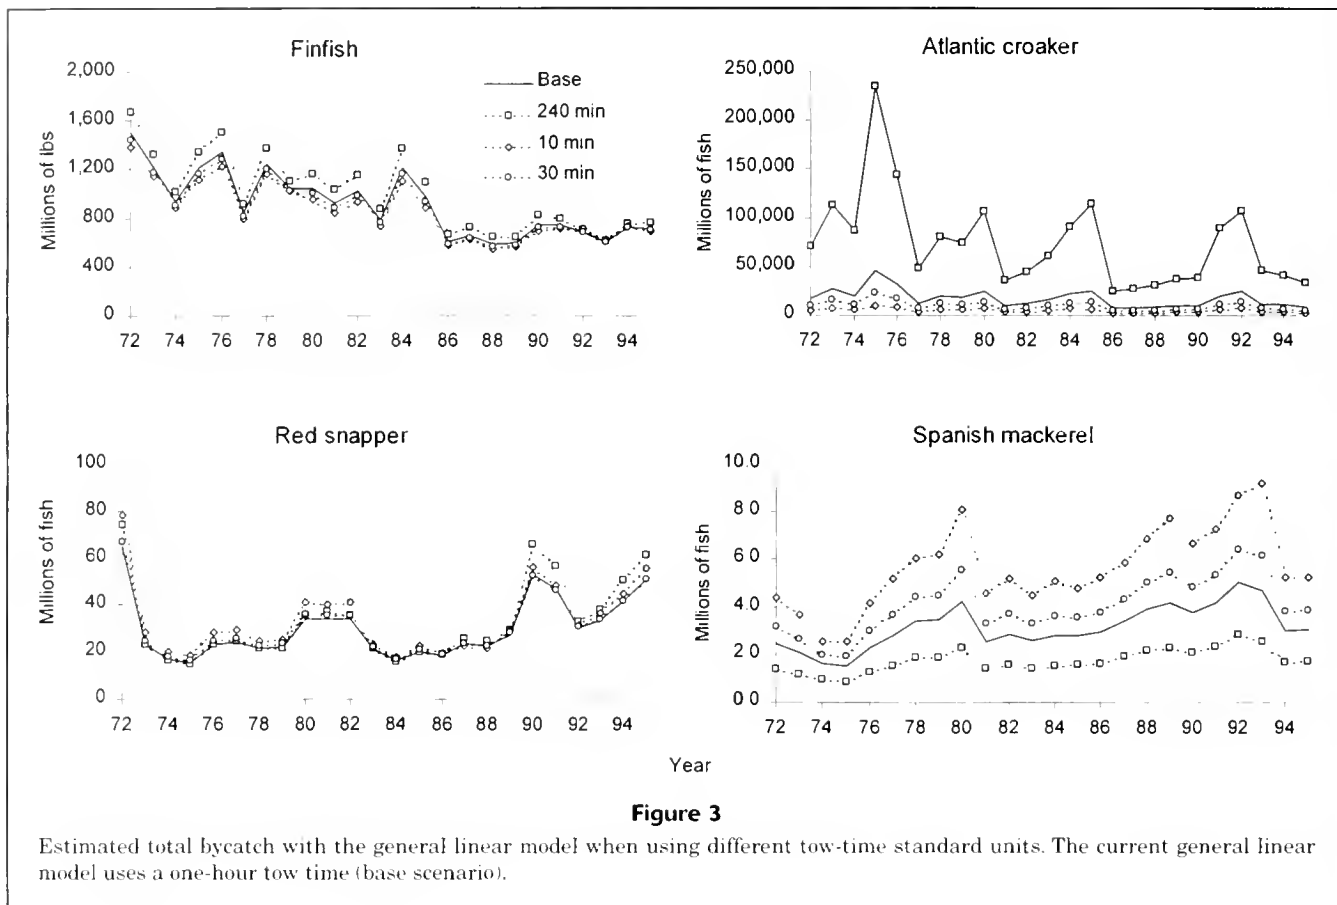 Finfish
2,000
1,600
1,200
800
400
0
Millions of lbs
72 74 76 78 80 82 84 86 88 90 92 94
Base
240 min
10 min
30 min
Atlantic croaker
250,000
200,000
150,000
100,000
50,000
0
Millions of fish
72 74 76 78 80 82 84 86 88 90 92 94
Red snapper
100
80
60
40
20
0
Millions of fish
72 74 76 78 80 82 84 86 88 90 92 94
Spanish mackerel
10.0
8 0
6 0
4.0
2 0
0 0
Millions of fish
72 74 76 78 80 82 84 86 88 90 92 94
Year
Figure 3
Estimated total bycatch with the general linear model when using different tow-time standard units. The current general linear
model uses a one-hour tow time (base scenario).